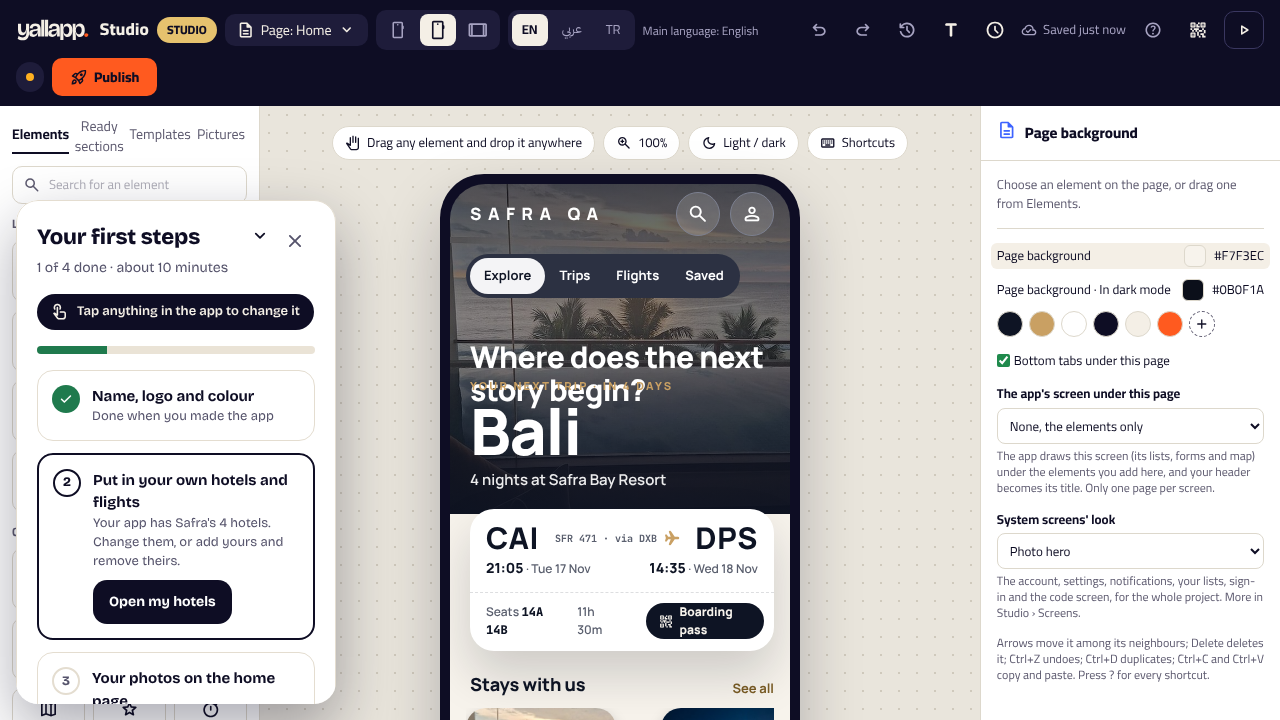 yallapp. Studio STUDIO Page: Home EN عربي TR Main language: English Saved just now
Publish
Elements Ready sections Templates Pictures
Search for an element
Your first steps
1 of 4 done · about 10 minutes
Tap anything in the app to change it
Name, logo and colour
Done when you made the app
2 Put in your own hotels and
flights
Your app has Safra's 4 hotels.
Change them, or add yours and
remove theirs.
Open my hotels
3 Your photos on the home
page
Drag any element and drop it anywhere 100% Light / dark Shortcuts
SAFRA QA
Explore Trips Flights Saved
Where does the next
YOUR NEXT TRIP · IN 6 DAYS
story begin?
Bali
4 nights at Safra Bay Resort
CAI SFR 471 · via DXB DPS
21:05 · Tue 17 Nov 14:35 · Wed 18 Nov
Seats 14A 14B 11h 30m Boarding pass
Stays with us See all
Page background
Choose an element on the page, or drag one
from Elements.
Page background #F7F3EC
Page background · In dark mode #0B0F1A
Bottom tabs under this page
The app's screen under this page
None, the elements only
The app draws this screen (its lists, forms and map)
under the elements you add here, and your header
becomes its title. Only one page per screen.
System screens' look
Photo hero
The account, settings, notifications, your lists, sign-
in and the code screen, for the whole project. More in
Studio › Screens.
Arrows move it among its neighbours; Delete deletes
it; Ctrl+Z undoes; Ctrl+D duplicates; Ctrl+C and Ctrl+V
copy and paste. Press ? for every shortcut.